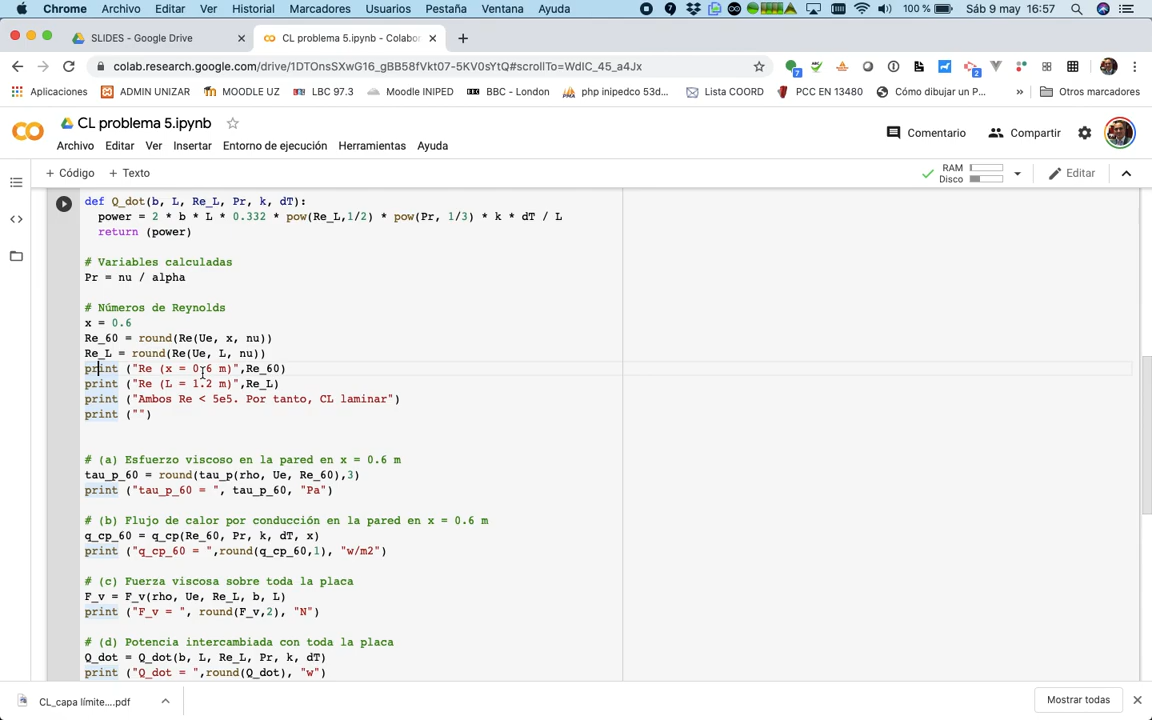 Chrome Archivo Editar Ver Historial Marcadores Usuarios Pestaña Ventana Ayuda 7 100 % Sáb 9 may 16:57
SLIDES - Google Drive CL problema 5.ipynb - Colabor
colab.research.google.com/drive/1DTOnsSXwG16_gBB58fVkt07-5KV0sYtQ#scrollTo=WdIC_45_a4Jx
Aplicaciones ADMIN UNIZAR MOODLE UZ LBC 97.3 Moodle INIPED BBC - London php inipedco 53d... Lista COORD PCC EN 13480 Cómo dibujar un P... » Otros marcadores
CL problema 5.ipynb Comentario Compartir
Archivo Editar Ver Insertar Entorno de ejecución Herramientas Ayuda
+ Código + Texto RAM Disco Editar
def Q_dot(b, L, Re_L, Pr, k, dT):
power = 2 * b * L * 0.332 * pow(Re_L,1/2) * pow(Pr, 1/3) * k * dT / L
return (power)
# Variables calculadas
Pr = nu / alpha
# Números de Reynolds
x = 0.6
Re_60 = round(Re(Ue, x, nu))
Re_L = round(Re(Ue, L, nu))
print ("Re (x = 0.6 m)",Re_60)
print ("Re (L = 1.2 m)",Re_L)
print ("Ambos Re < 5e5. Por tanto, CL laminar")
print ("")
# (a) Esfuerzo viscoso en la pared en x = 0.6 m
tau_p_60 = round(tau_p(rho, Ue, Re_60),3)
print ("tau_p_60 = ", tau_p_60, "Pa")
# (b) Flujo de calor por conducción en la pared en x = 0.6 m
q_cp_60 = q_cp(Re_60, Pr, k, dT, x)
print ("q_cp_60 = ",round(q_cp_60,1), "w/m2")
# (c) Fuerza viscosa sobre toda la placa
F_v = F_v(rho, Ue, Re_L, b, L)
print ("F_v = ", round(F_v,2), "N")
# (d) Potencia intercambiada con toda la placa
Q_dot = Q_dot(b, L, Re_L, Pr, k, dT)
print ("Q_dot = ",round(Q_dot), "w")
CL_capa límite....pdf Mostrar todas